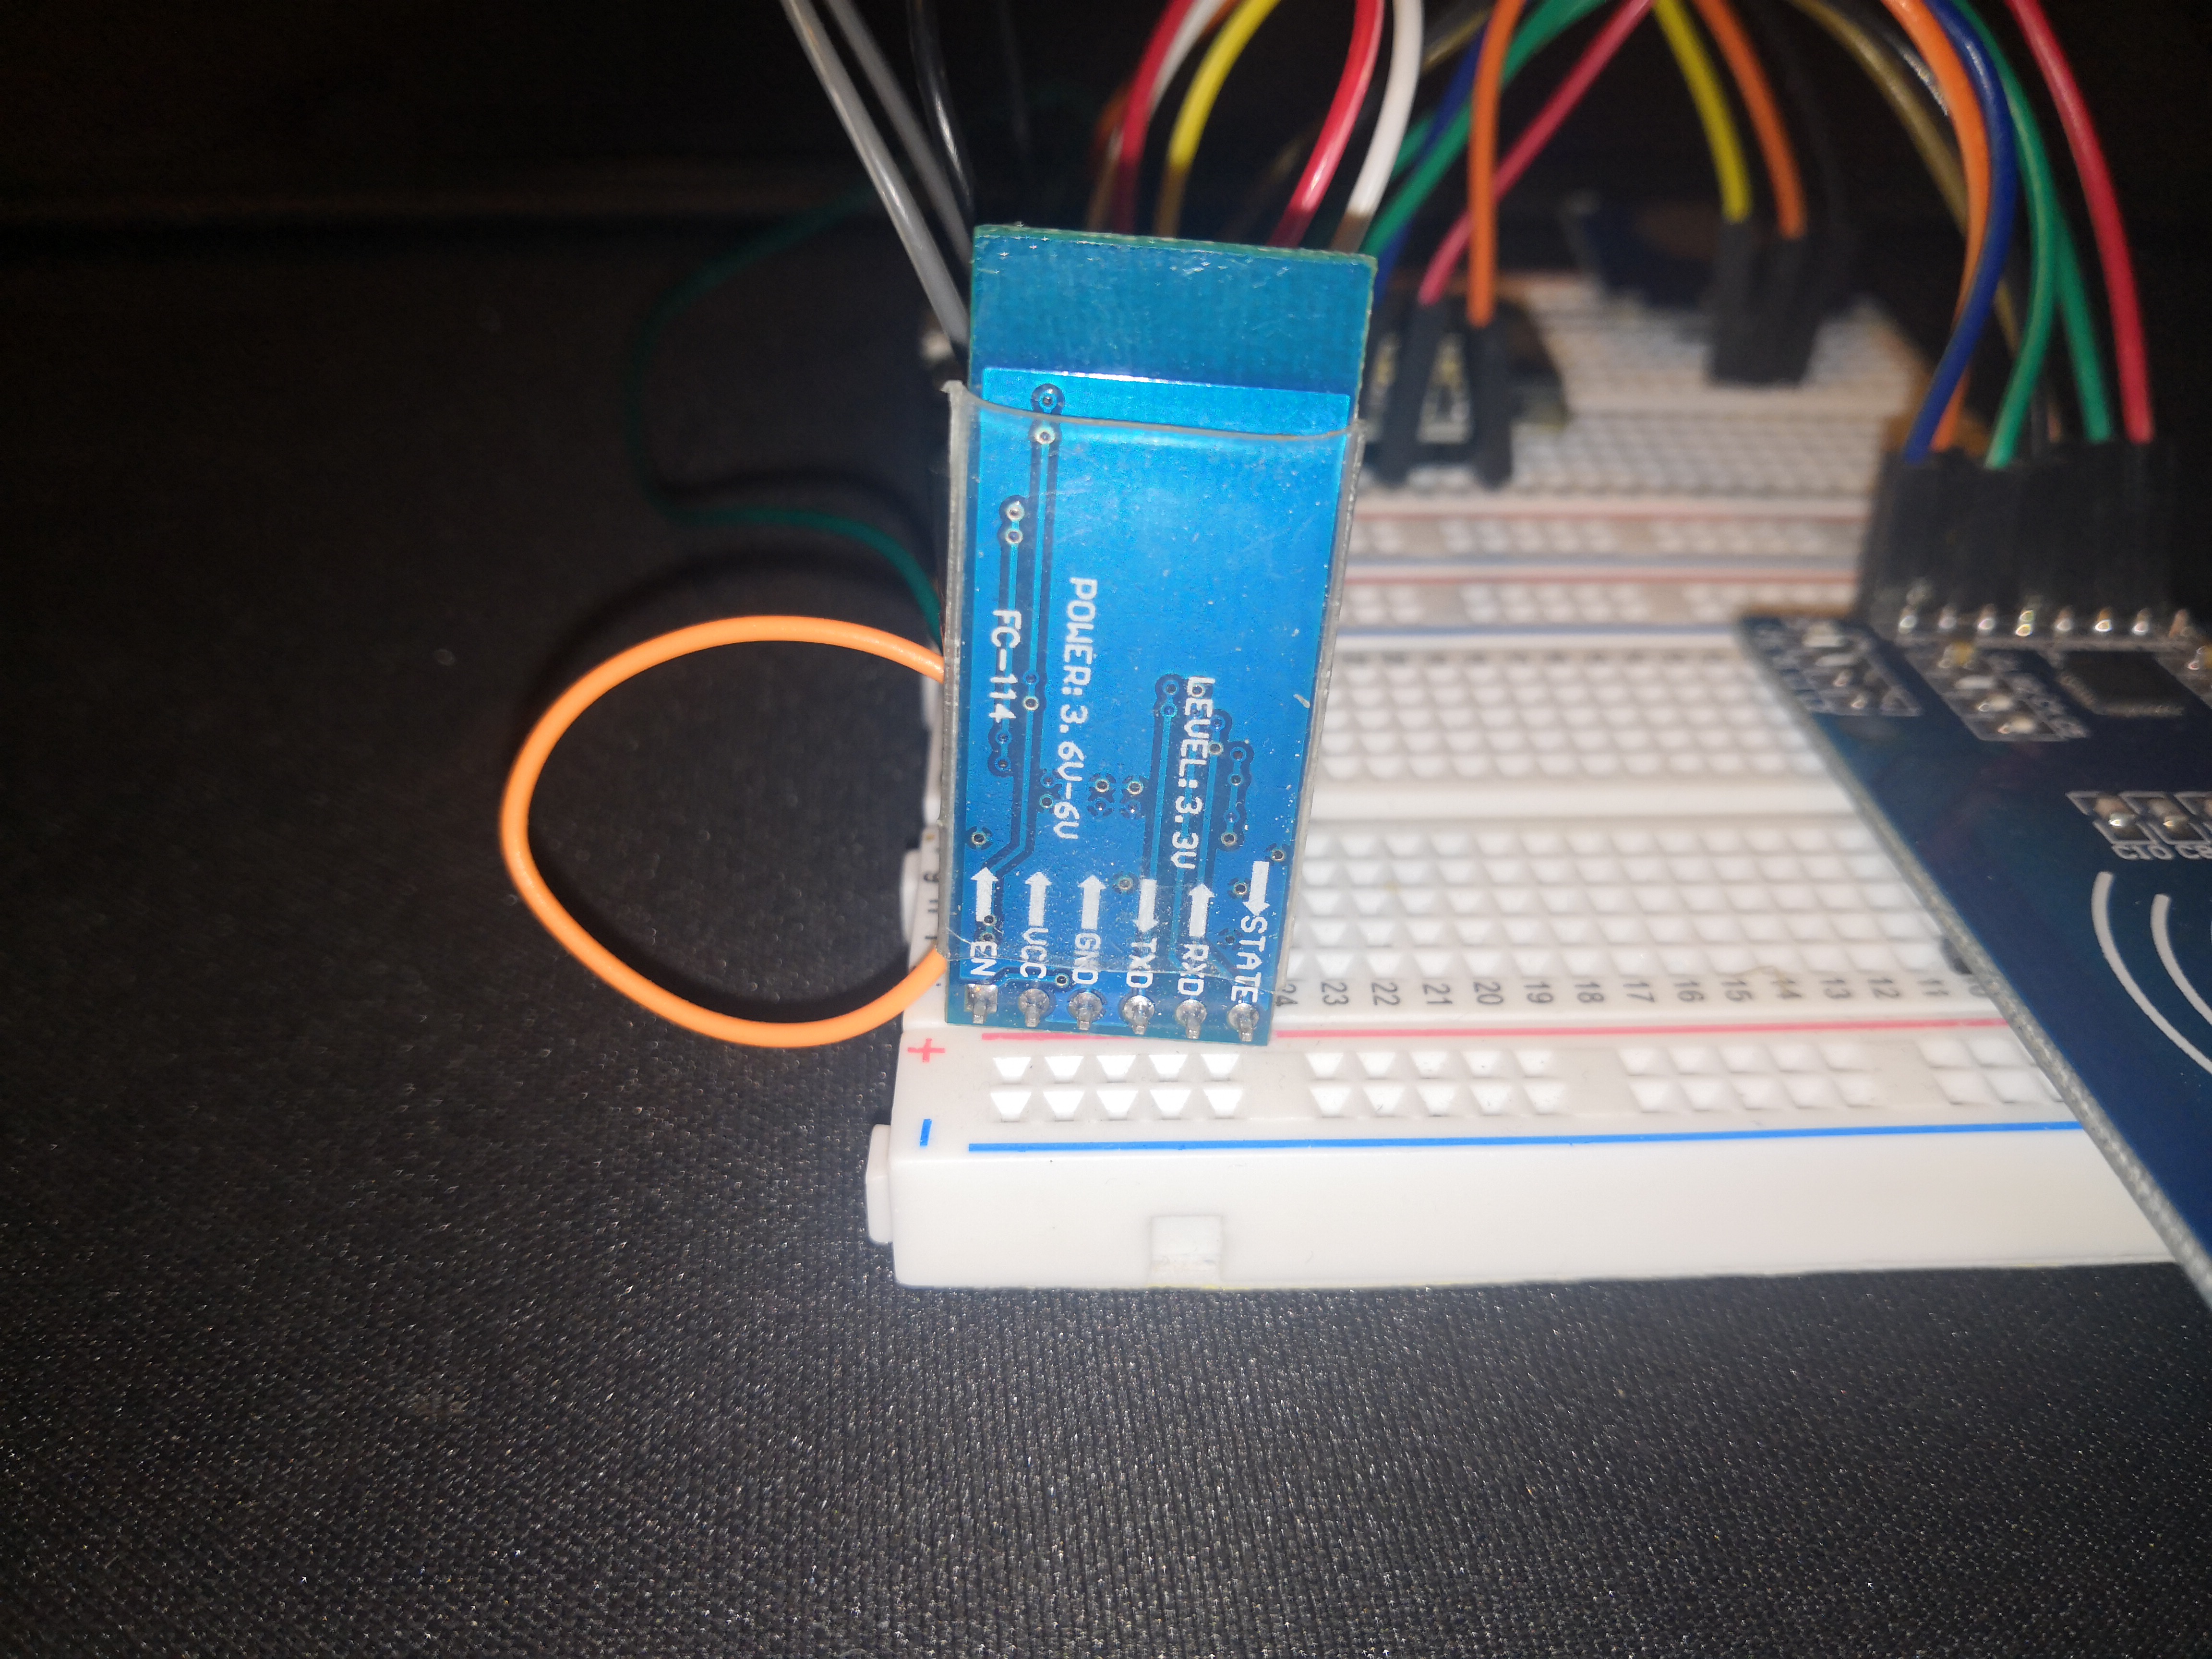 FC-114
POWER:3.6V-6V
LEVEL:3.3V
EN
VCC
GND
TXD
RXD
STATE
24 23 22 21 20 19 18 17 16 15 14 13 12 11 10
+
-